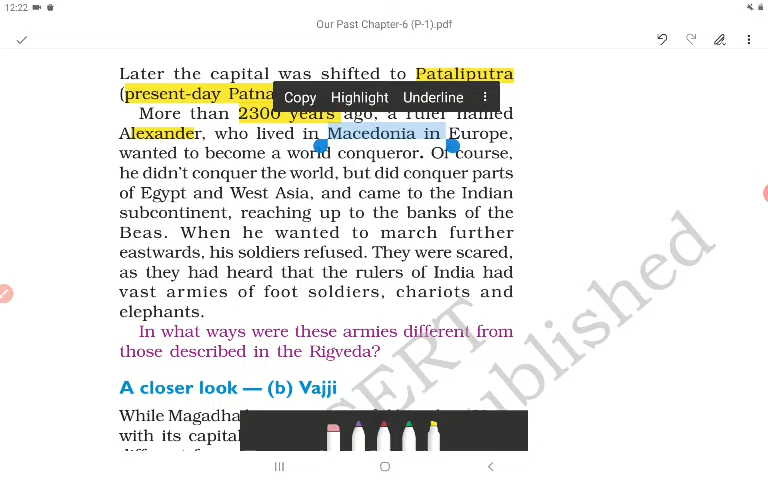 12:22
Our Past Chapter-6 (P-1).pdf
Later the capital was shifted to Pataliputra
(present-day Patna
Copy Highlight Underline
More than 2300 years ago, a ruler named
Alexander, who lived in Macedonia in Europe,
wanted to become a world conqueror. Of course,
he didn't conquer the world, but did conquer parts
of Egypt and West Asia, and came to the Indian
subcontinent, reaching up to the banks of the
Beas. When he wanted to march further
eastwards, his soldiers refused. They were scared,
as they had heard that the rulers of India had
vast armies of foot soldiers, chariots and
elephants.
In what ways were these armies different from
those described in the Rigveda?
A closer look — (b) Vajji
While Magadha
with its capital